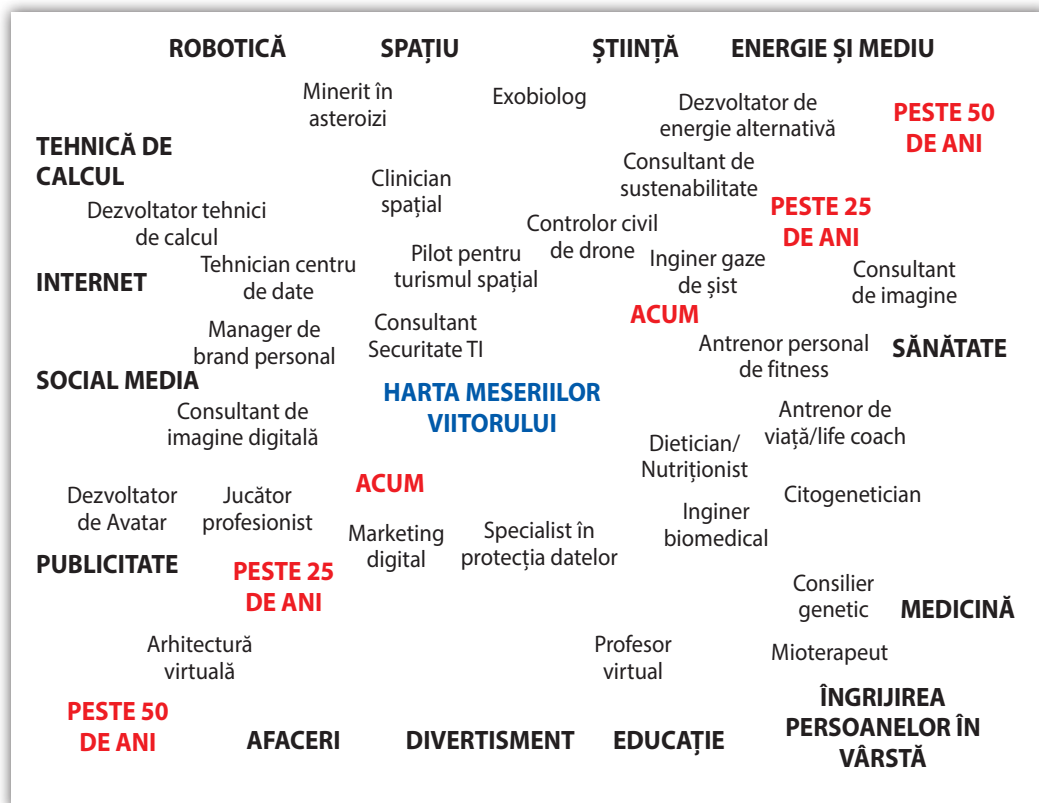 ROBOTICĂ
SPAȚIU
ȘTIINȚĂ
ENERGIE ȘI MEDIU
Minerit în
asteroizi
Exobiolog
Dezvoltator de
energie alternativă
PESTE 50
DE ANI
TEHNICĂ DE
CALCUL
Clinician
spațial
Consultant de
sustenabilitate
Dezvoltator tehnici
de calcul
Controlor civil
de drone
PESTE 25
DE ANI
INTERNET
Tehnician centru
de date
Pilot pentru
turismul spațial
Inginer gaze
de șist
Consultant
de imagine
ACUM
Manager de
brand personal
Consultant
Securitate TI
Antrenor personal
de fitness
SĂNĂTATE
SOCIAL MEDIA
HARTA MESERIILOR
VIITORULUI
Consultant de
imagine digitală
Antrenor de
viață/life coach
Dietician/
Nutriționist
ACUM
Dezvoltator
de Avatar
Jucător
profesionist
Citogenetician
Marketing
digital
Specialist în
protecția datelor
Inginer
biomedical
PUBLICITATE
PESTE 25
DE ANI
Consilier
genetic
MEDICINĂ
Arhitectură
virtuală
Profesor
virtual
Mioterapeut
PESTE 50
DE ANI
AFACERI
DIVERTISMENT
EDUCAȚIE
ÎNGRIJIREA
PERSOANELOR ÎN
VÂRSTĂ